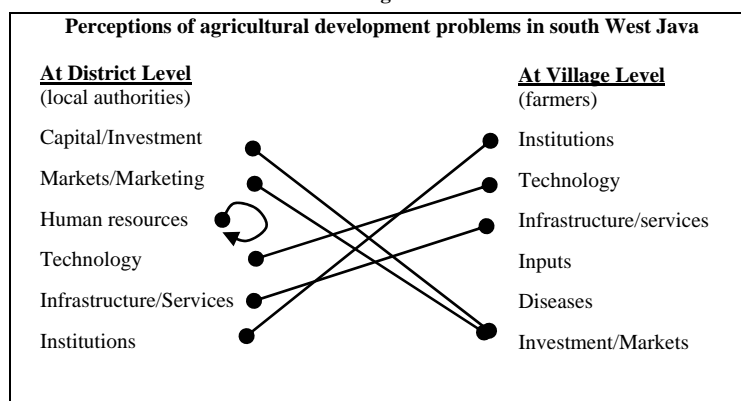 Perceptions of agricultural development problems in south West Java
At District Level
(local authorities)
Capital/Investment
Markets/Marketing
Human resources
Technology
Infrastructure/Services
Institutions
At Village Level
(farmers)
Institutions
Technology
Infrastructure/services
Inputs
Diseases
Investment/Markets